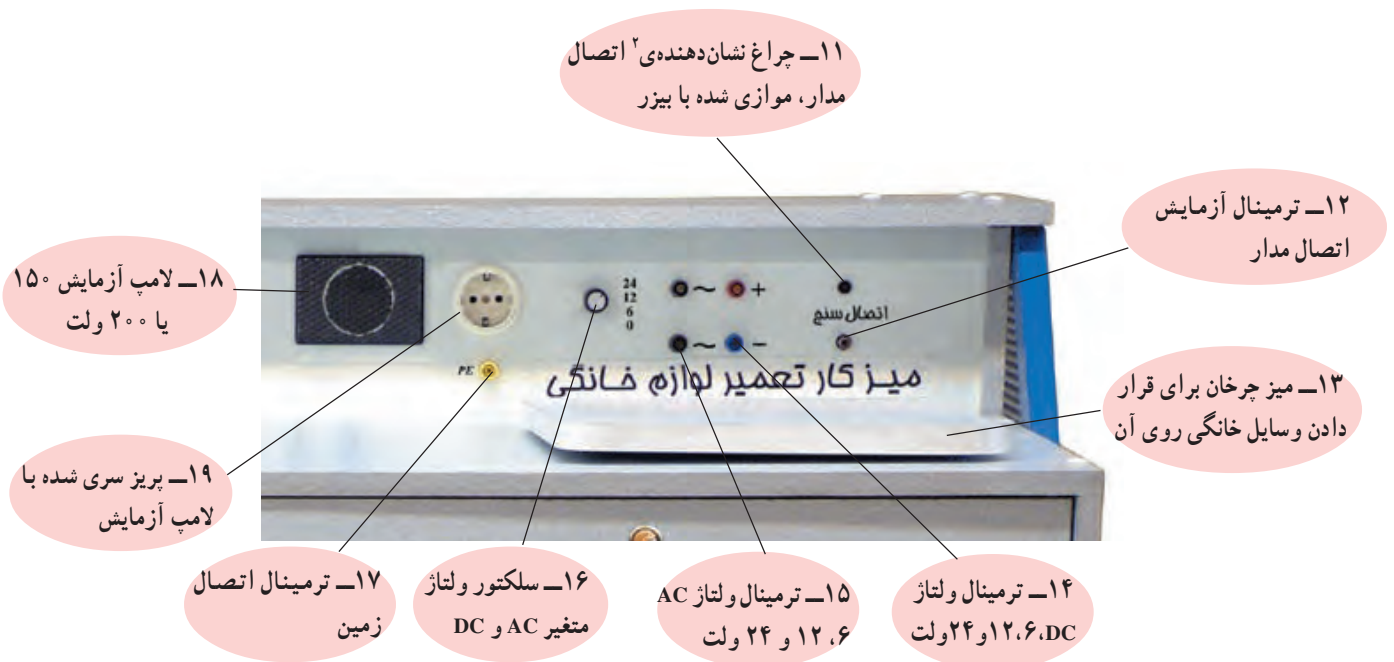 ۱۱ــ چراغ نشان‌دهنده‌ی۲ اتصال
مدار، موازی شده با بیزر
۱۲ــ ترمینال آزمایش
اتصال مدار
۱۸ــ لامپ آزمایش ۱۵۰
یا ۲۰۰ ولت
24
12
6
0
~ +
~ −
اتصال سنج
PE
میز کار تعمیر لوازم خانگی
۱۳ــ میز چرخان برای قرار
دادن وسایل خانگی روی آن
۱۹ــ پریز سری شده با
لامپ آزمایش
۱۷ــ ترمینال اتصال
زمین
۱۶ــ سلکتور ولتاژ
متغیر AC و DC
۱۵ــ ترمینال ولتاژ AC
۶، ۱۲ و ۲۴ ولت
۱۴ــ ترمینال ولتاژ
DC، ۶،۱۲و۲۴ولت